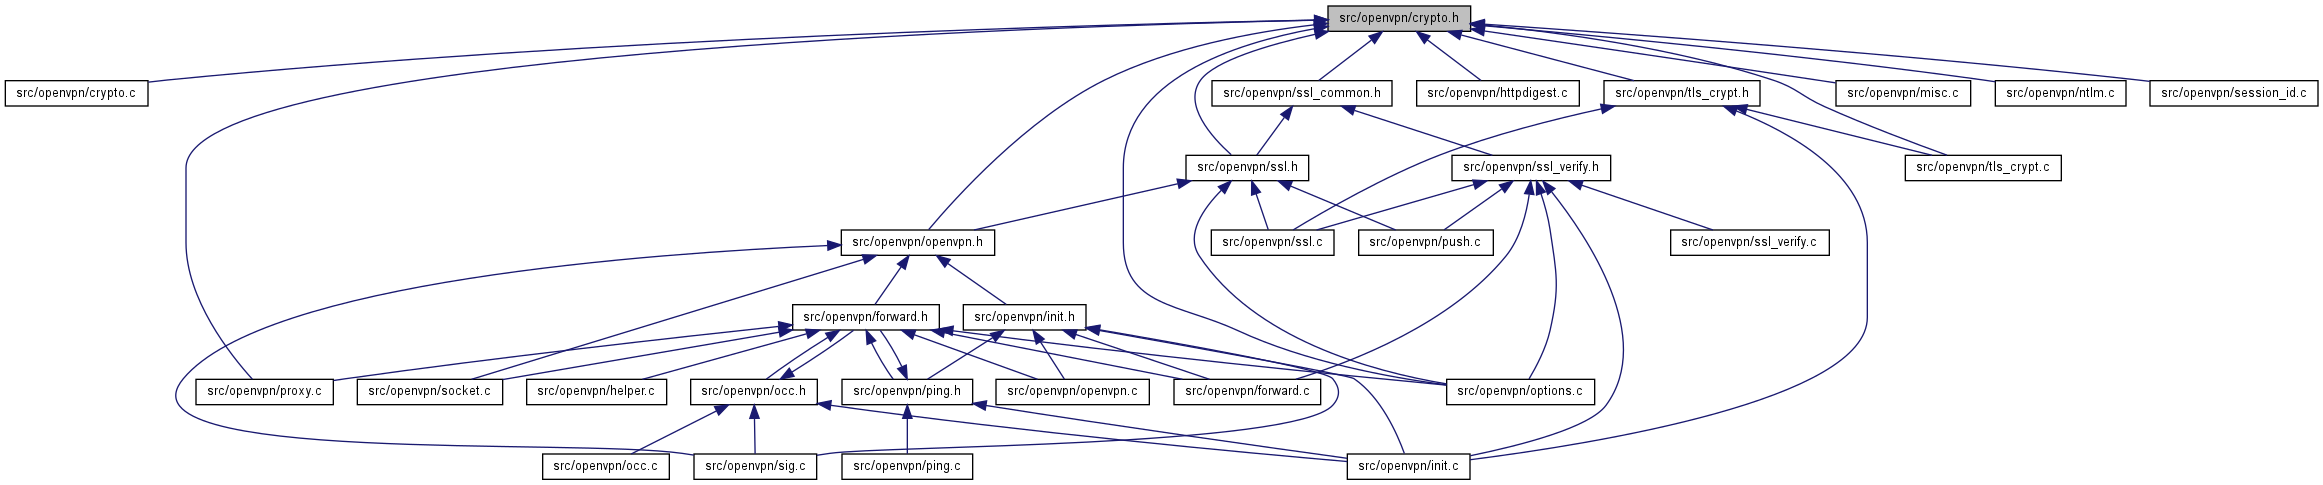 src/openvpn/crypto.h
src/openvpn/crypto.c
src/openvpn/ssl_common.h
src/openvpn/httpdigest.c
src/openvpn/tls_crypt.h
src/openvpn/misc.c
src/openvpn/ntlm.c
src/openvpn/session_id.c
src/openvpn/ssl.h
src/openvpn/ssl_verify.h
src/openvpn/tls_crypt.c
src/openvpn/openvpn.h
src/openvpn/ssl.c
src/openvpn/push.c
src/openvpn/ssl_verify.c
src/openvpn/forward.h
src/openvpn/init.h
src/openvpn/proxy.c
src/openvpn/socket.c
src/openvpn/helper.c
src/openvpn/occ.h
src/openvpn/ping.h
src/openvpn/openvpn.c
src/openvpn/forward.c
src/openvpn/options.c
src/openvpn/occ.c
src/openvpn/sig.c
src/openvpn/ping.c
src/openvpn/init.c